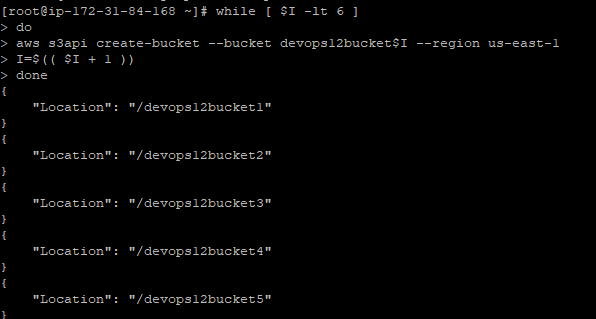 [root@ip-172-31-84-168 ~]# while [ $I -lt 6 ]
> do
> aws s3api create-bucket --bucket devops12bucket$I --region us-east-1
> I=$(( $I + 1 ))
> done
{
    "Location": "/devops12bucket1"
}
{
    "Location": "/devops12bucket2"
}
{
    "Location": "/devops12bucket3"
}
{
    "Location": "/devops12bucket4"
}
{
    "Location": "/devops12bucket5"
}